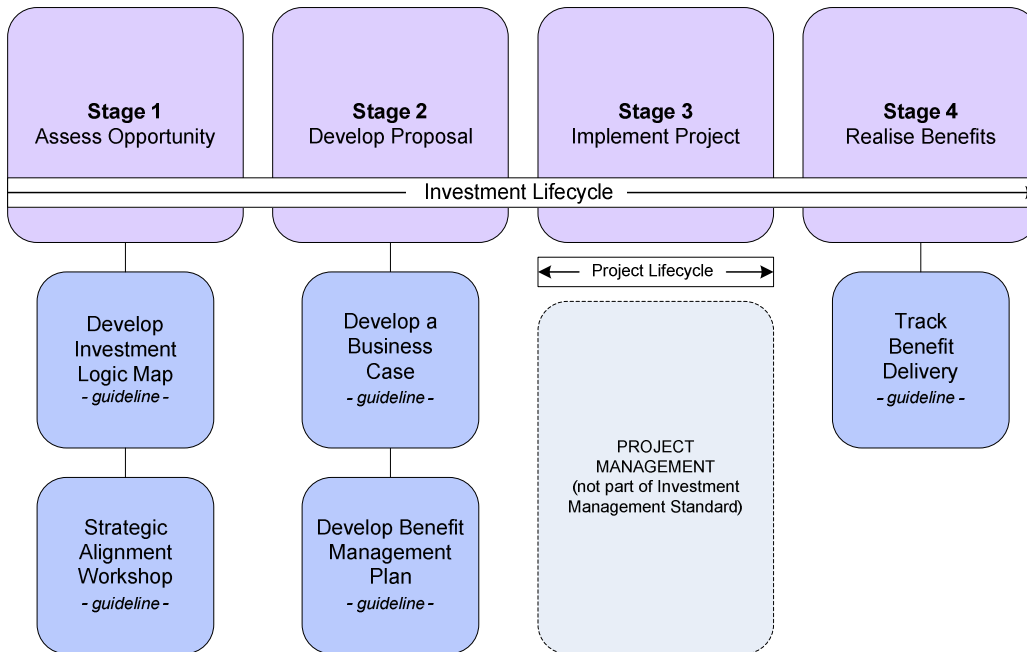 Stage 1
Assess Opportunity
Stage 2
Develop Proposal
Stage 3
Implement Project
Stage 4
Realise Benefits
Investment Lifecycle
Project Lifecycle
Develop
Investment
Logic Map
- guideline -
Develop a
Business
Case
- guideline -
Track
Benefit
Delivery
- guideline -
PROJECT
MANAGEMENT
(not part of Investment
Management Standard)
Strategic
Alignment
Workshop
- guideline -
Develop Benefit
Management
Plan
- guideline -